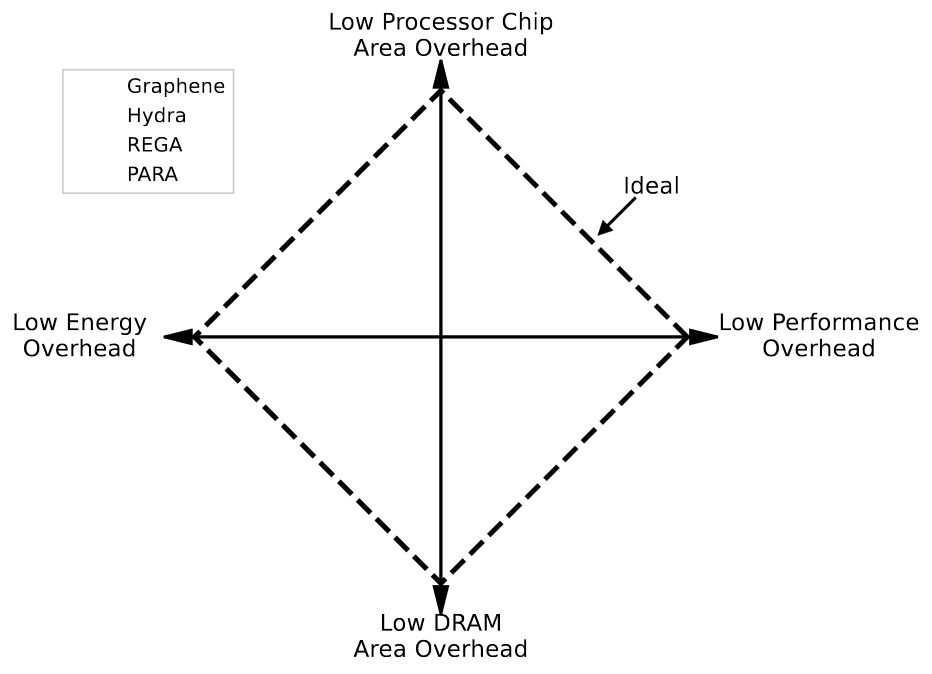 Low Processor Chip
Area Overhead
Graphene
Hydra
REGA
PARA
Ideal
Low Energy
Overhead
Low Performance
Overhead
Low DRAM
Area Overhead